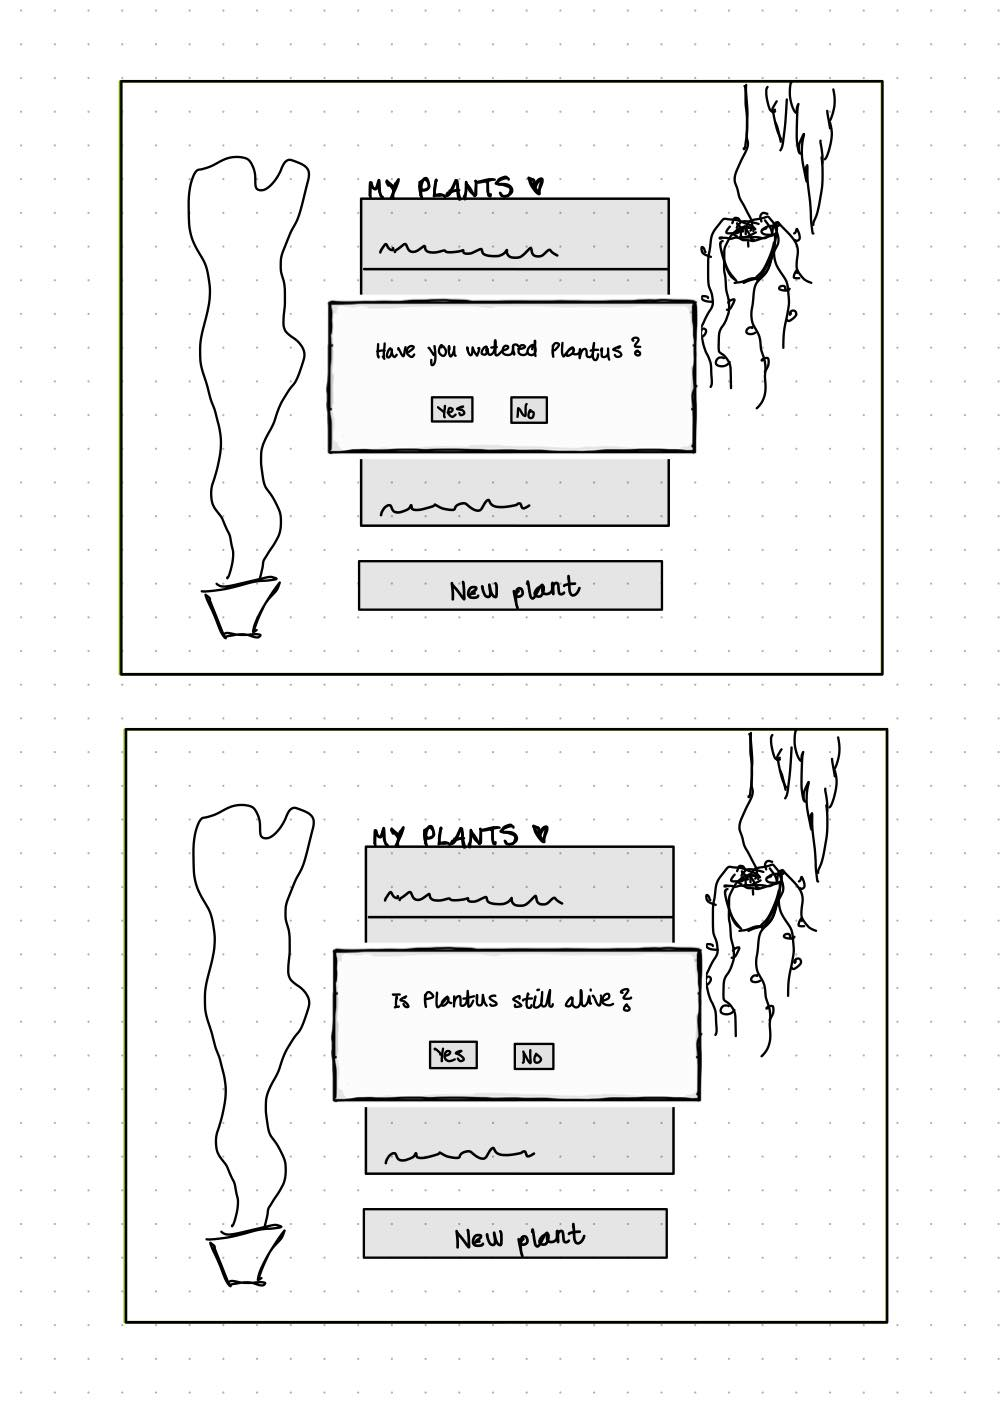 MY PLANTS ♥
Have you watered Plantus?
Yes No
New plant
MY PLANTS ♥
Is Plantus still alive?
Yes No
New plant